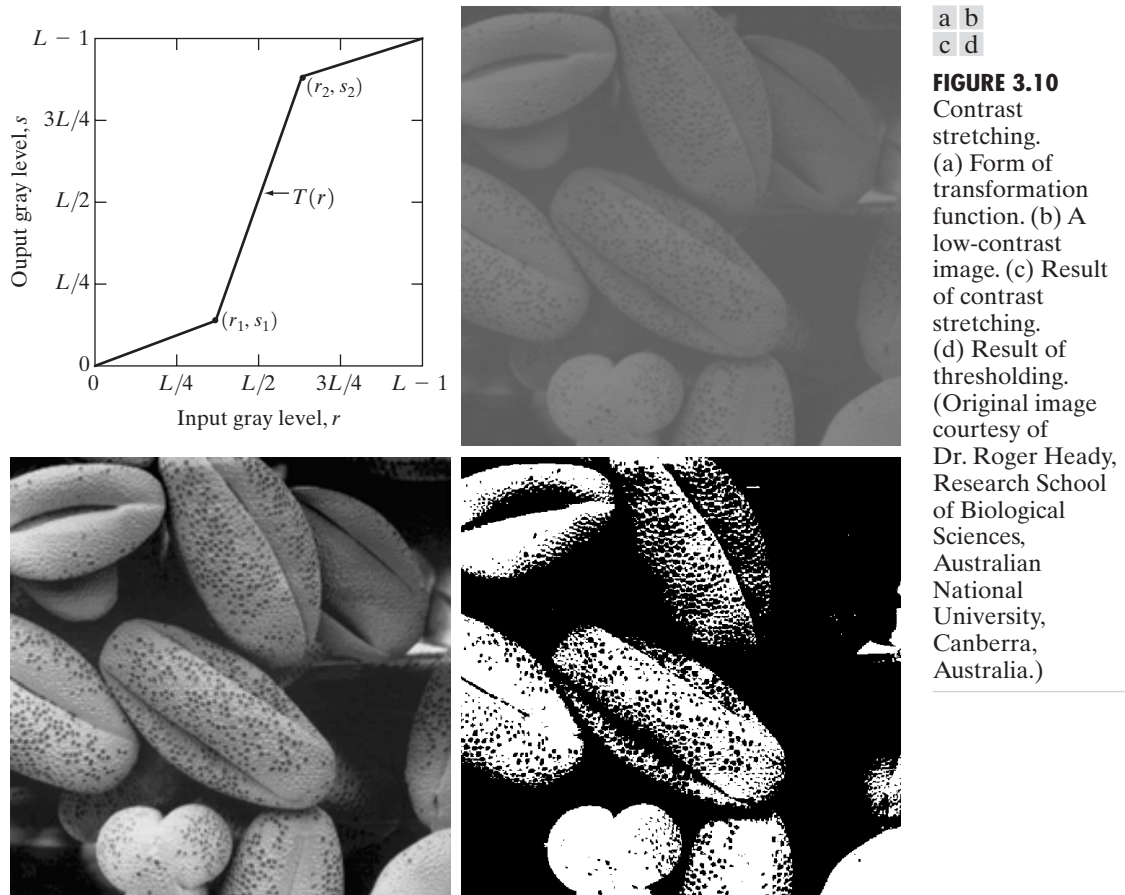 L − 1
3L/4
L/2
L/4
0
Ouput gray level, s
(r₂, s₂)
T(r)
(r₁, s₁)
0 L/4 L/2 3L/4 L − 1
Input gray level, r
a b
c d
FIGURE 3.10
Contrast
stretching.
(a) Form of
transformation
function. (b) A
low-contrast
image. (c) Result
of contrast
stretching.
(d) Result of
thresholding.
(Original image
courtesy of
Dr. Roger Heady,
Research School
of Biological
Sciences,
Australian
National
University,
Canberra,
Australia.)